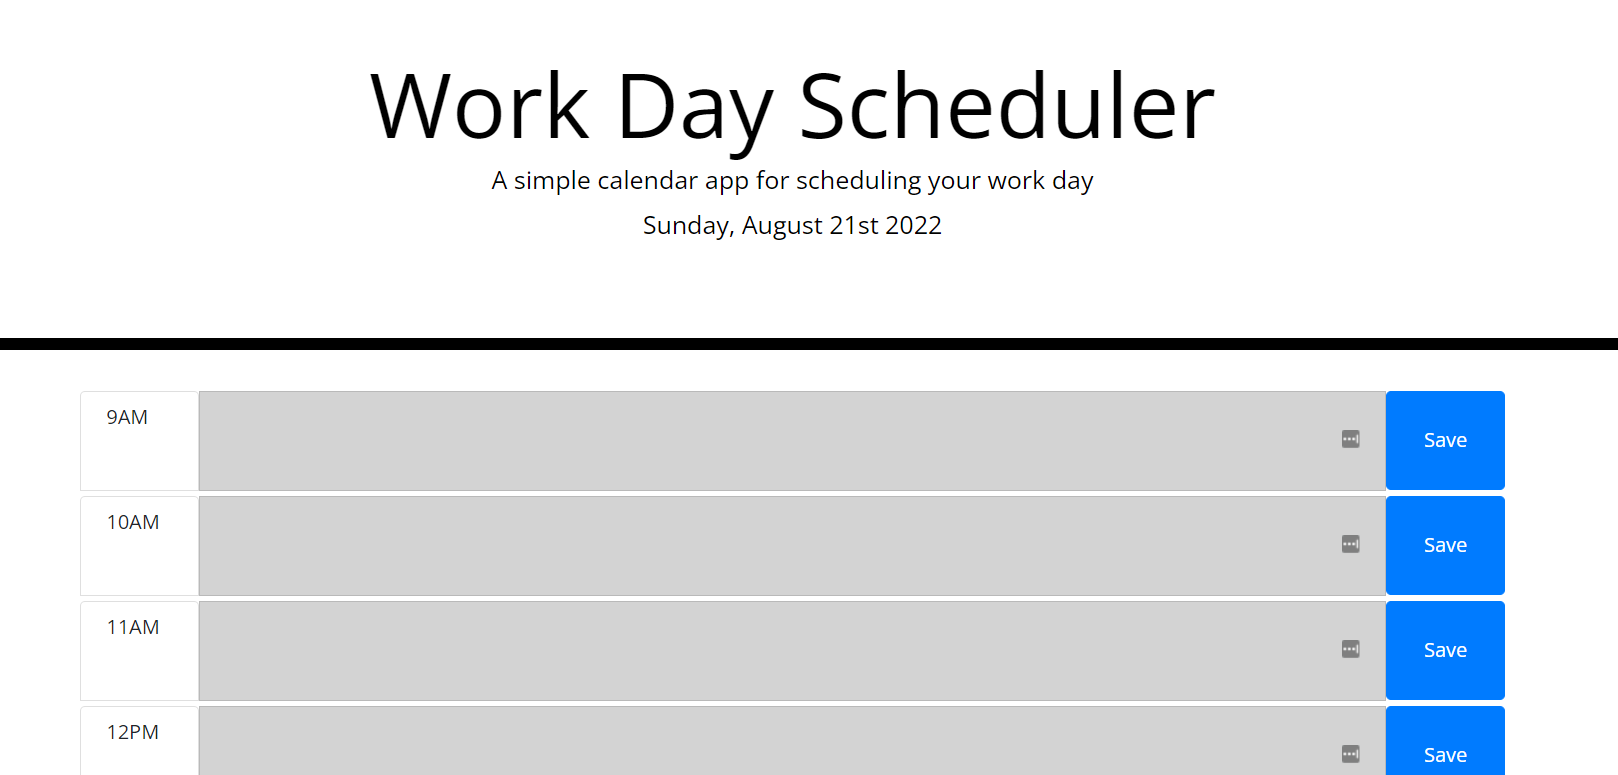 Work Day Scheduler
A simple calendar app for scheduling your work day
Sunday, August 21st 2022
9AM
Save
10AM
Save
11AM
Save
12PM
Save